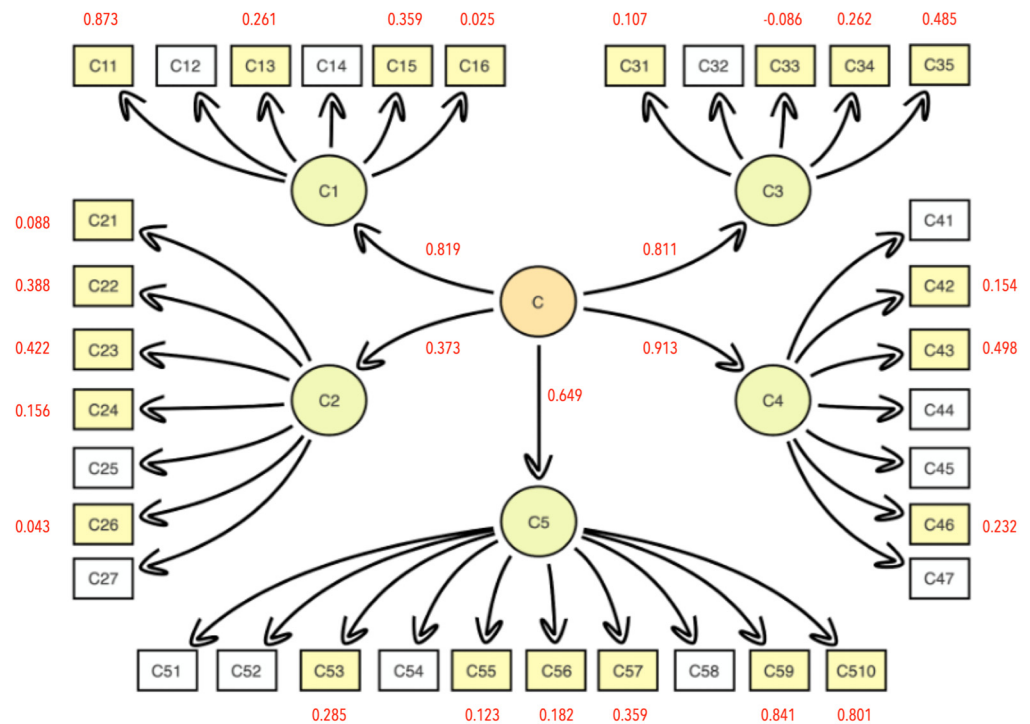 0.873 0.261 0.359 0.025 0.107 -0.086 0.262 0.485
C11 C12 C13 C14 C15 C16 C31 C32 C33 C34 C35
C1 C3
0.088 C21 C41
0.819 0.811
0.388 C22 C C42 0.154
0.422 C23 0.373 0.913 C43 0.498
C2 0.649 C4
0.156 C24 C44
C25 C45
0.043 C26 C5 C46 0.232
C27 C47
C51 C52 C53 C54 C55 C56 C57 C58 C59 C510
0.285 0.123 0.182 0.359 0.841 0.801